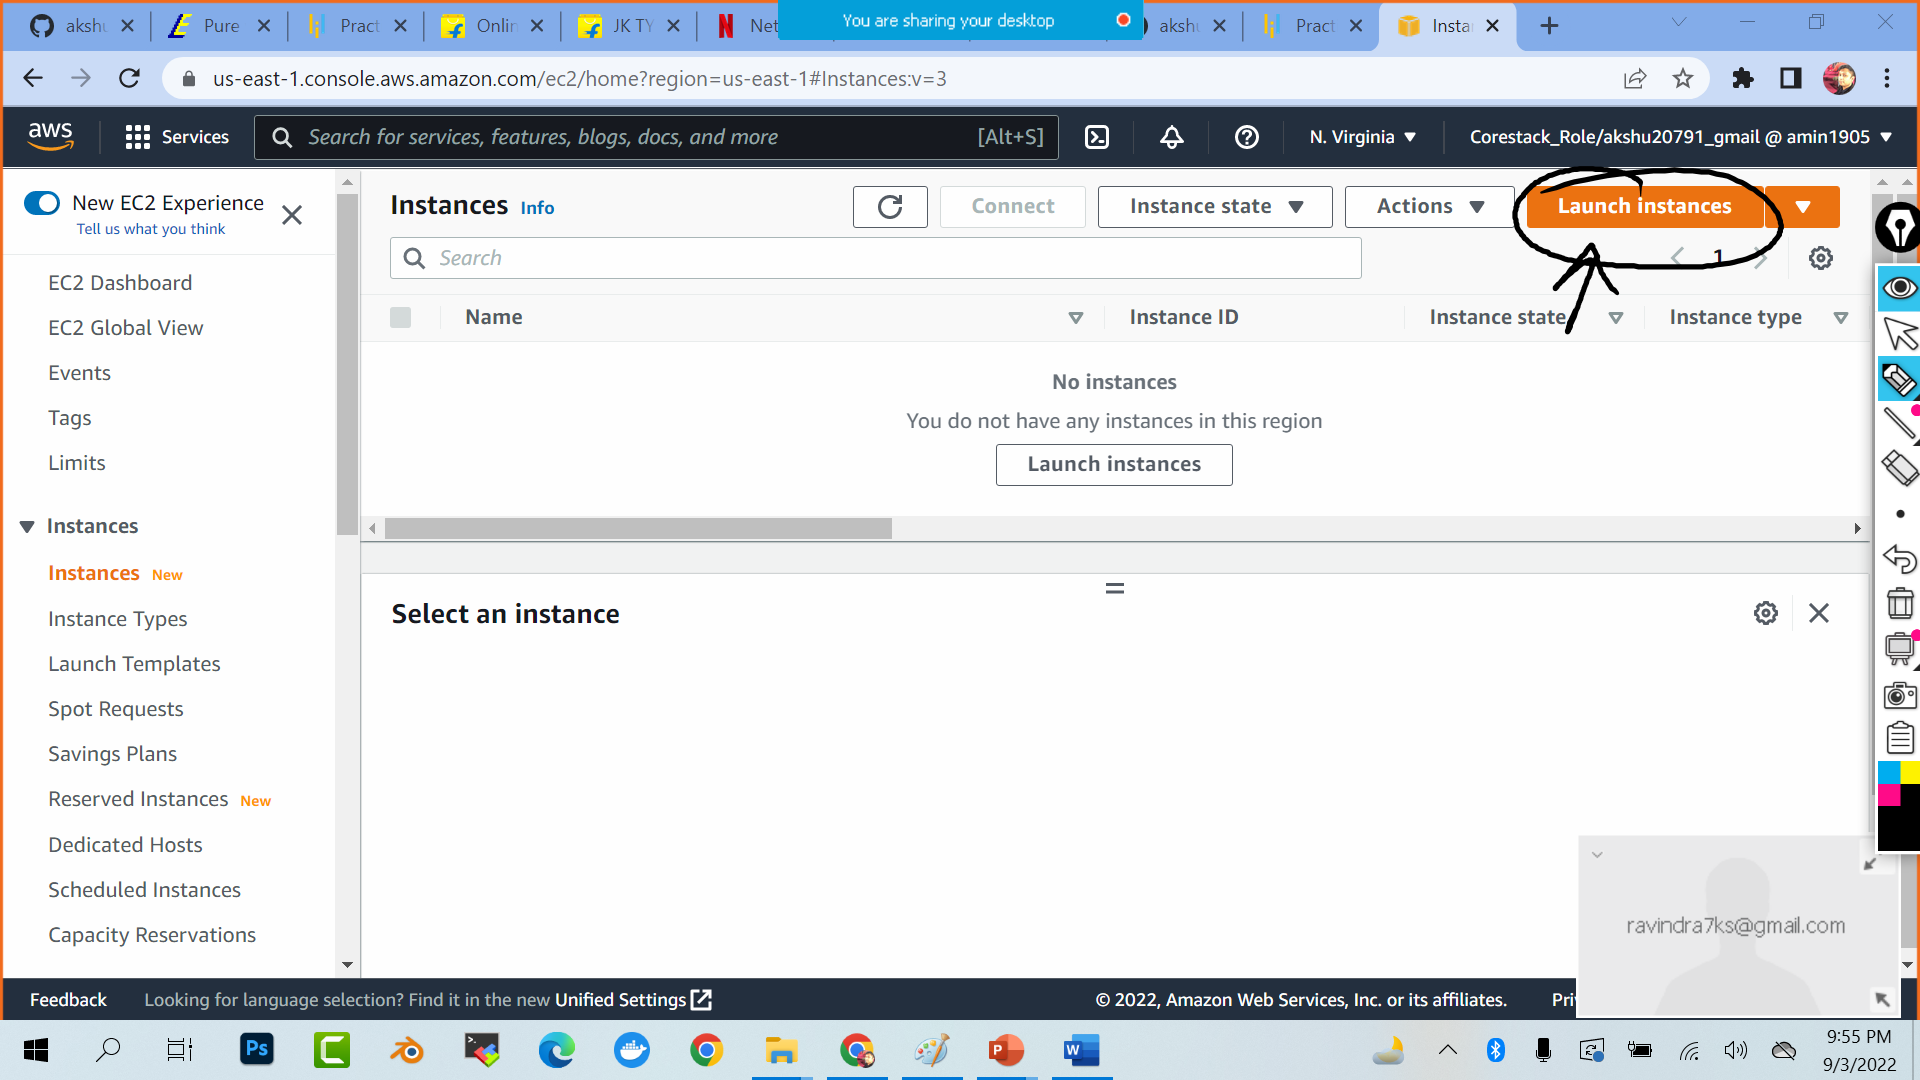 akshu
Pure
Pract
Onlin
JK TY
Net
You are sharing your desktop
akshu
Pract
Insta
us-east-1.console.aws.amazon.com/ec2/home?region=us-east-1#Instances:v=3
aws
Services
Search for services, features, blogs, docs, and more
[Alt+S]
N. Virginia
Corestack_Role/akshu20791_gmail @ amin1905
New EC2 Experience
Tell us what you think
EC2 Dashboard
EC2 Global View
Events
Tags
Limits
Instances
Instances New
Instance Types
Launch Templates
Spot Requests
Savings Plans
Reserved Instances New
Dedicated Hosts
Scheduled Instances
Capacity Reservations
Instances Info
Connect
Instance state
Actions
Launch instances
Search
1
Name
Instance ID
Instance state
Instance type
No instances
You do not have any instances in this region
Launch instances
Select an instance
ravindra7ks@gmail.com
Feedback
Looking for language selection? Find it in the new Unified Settings
© 2022, Amazon Web Services, Inc. or its affiliates.
Pri
Ps
C
P
W
9:55 PM
9/3/2022